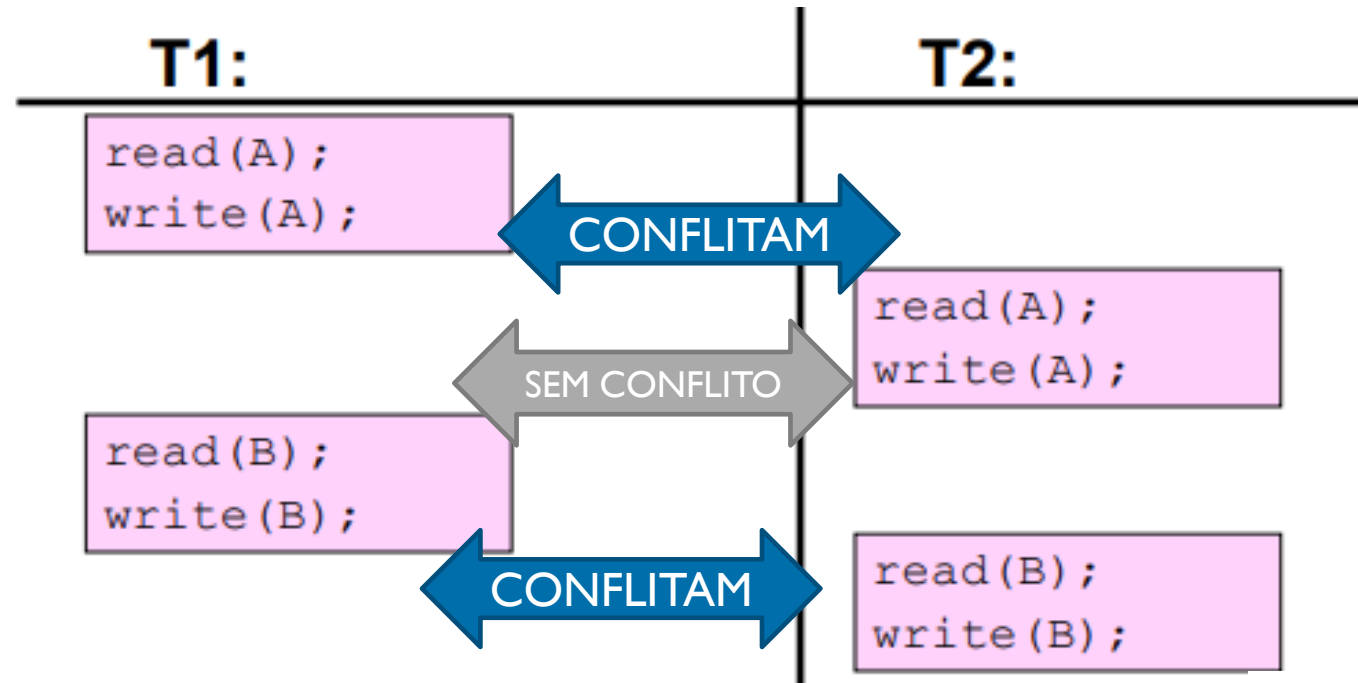 T1:
T2:
read(A);
write(A);
CONFLITAM
read(A);
write(A);
SEM CONFLITO
read(B);
write(B);
CONFLITAM
read(B);
write(B);